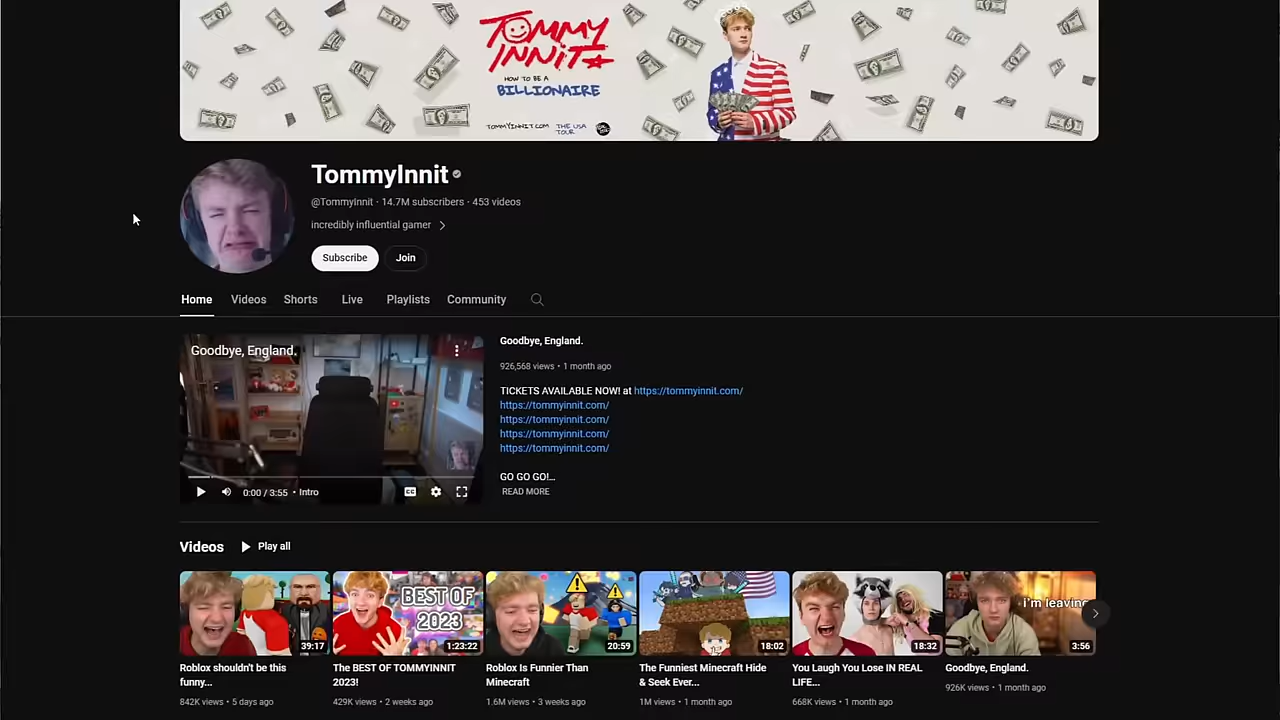 TOMMY
INNIT
HOW TO BE A
BILLIONAIRE
TOMMYINNIT.COM THE USA
TOUR
TommyInnit
@TommyInnit · 14.7M subscribers · 453 videos
incredibly influential gamer
Subscribe Join
Home Videos Shorts Live Playlists Community
Goodbye, England.
0:00 / 3:55 • Intro
CC
Goodbye, England.
926,568 views • 1 month ago
TICKETS AVAILABLE NOW! at https://tommyinnit.com/
https://tommyinnit.com/
https://tommyinnit.com/
https://tommyinnit.com/
https://tommyinnit.com/
GO GO GO!...
READ MORE
Videos Play all
39:17
Roblox shouldn't be this
funny...
842K views • 5 days ago
BEST OF
2023
1:23:22
The BEST OF TOMMYINNIT
2023!
429K views • 2 weeks ago
20:59
Roblox Is Funnier Than
Minecraft
1.6M views • 3 weeks ago
18:02
The Funniest Minecraft Hide
& Seek Ever...
1M views • 1 month ago
18:32
You Laugh You Lose IN REAL
LIFE...
668K views • 1 month ago
i'm leaving
3:56
Goodbye, England.
926K views • 1 month ago